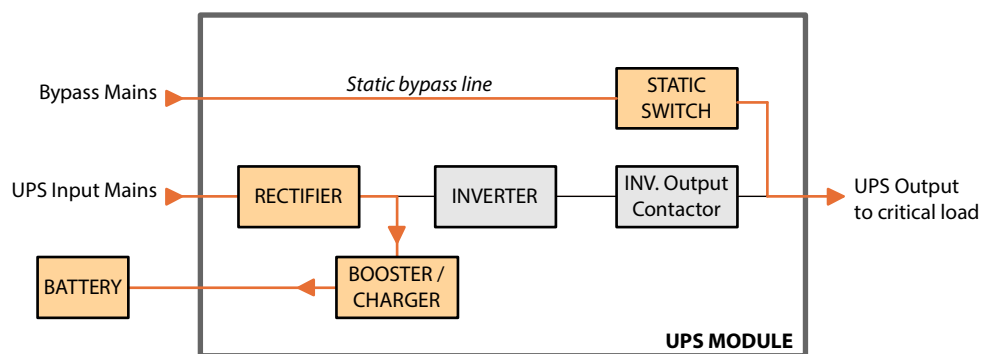 Bypass Mains
Static bypass line
STATIC
SWITCH
UPS Input Mains
RECTIFIER
INVERTER
INV. Output
Contactor
UPS Output
to critical load
BATTERY
BOOSTER /
CHARGER
UPS MODULE